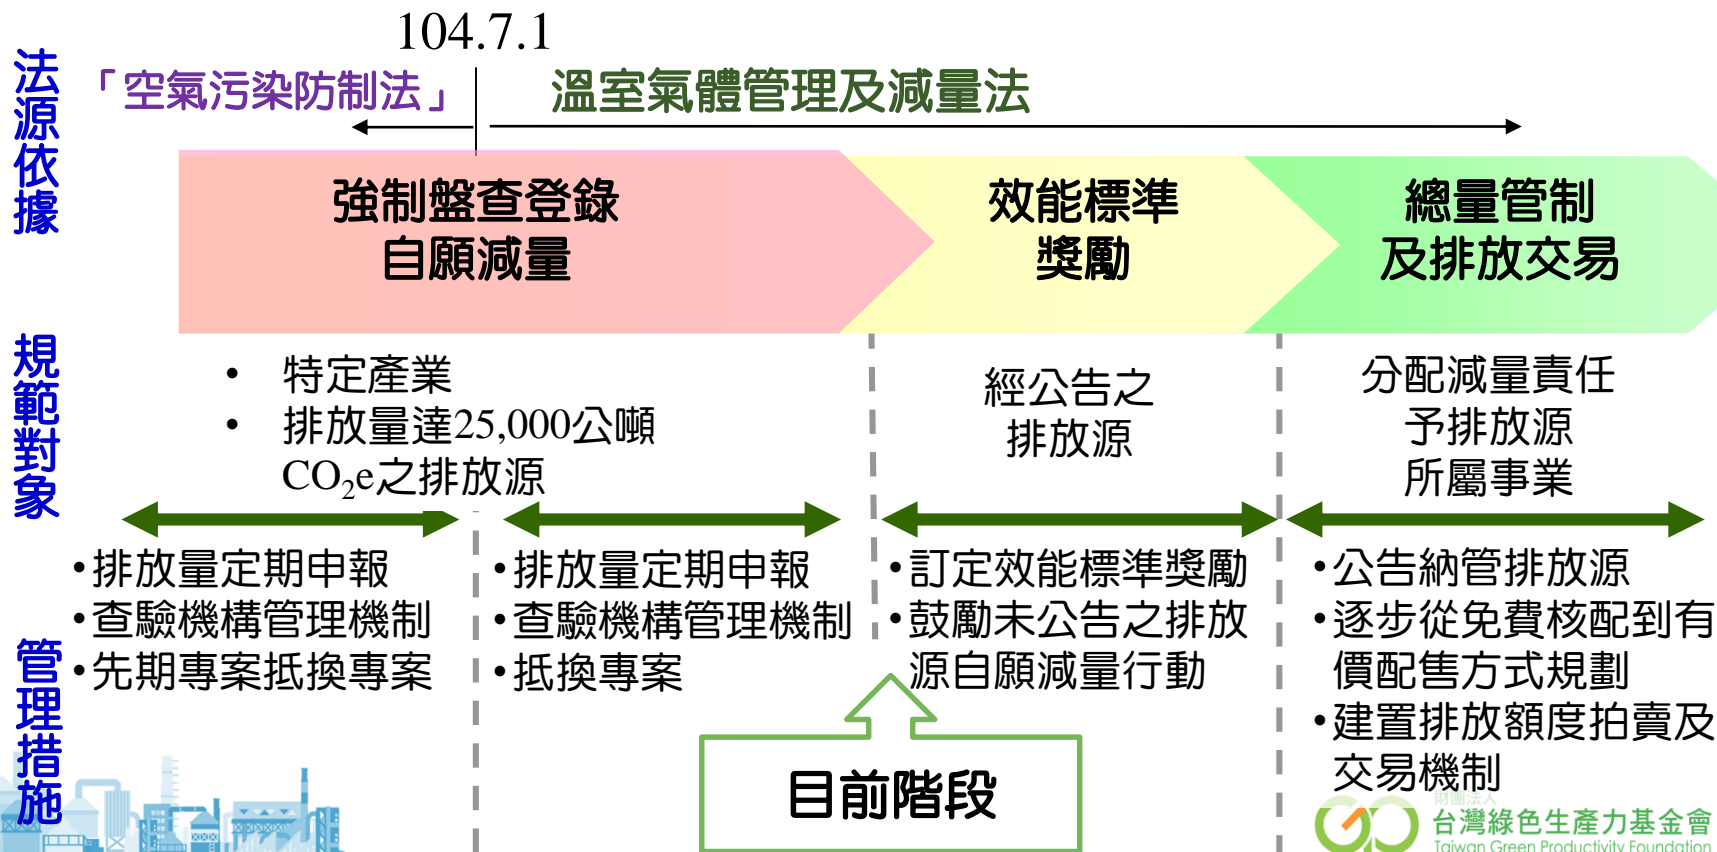 104.7.1
法源依據
「空氣污染防制法」
溫室氣體管理及減量法
強制盤查登錄
自願減量
效能標準
獎勵
總量管制
及排放交易
規範對象
• 特定產業
• 排放量達25,000公噸
CO₂e之排放源
經公告之
排放源
分配減量責任
予排放源
所屬事業
管理措施
•排放量定期申報
•查驗機構管理機制
•先期專案抵換專案
•排放量定期申報
•查驗機構管理機制
•抵換專案
•訂定效能標準獎勵
•鼓勵未公告之排放
源自願減量行動
•公告納管排放源
•逐步從免費核配到有
價配售方式規劃
•建置排放額度拍賣及
交易機制
目前階段
財團法人
台灣綠色生產力基金會
Taiwan Green Productivity Foundation